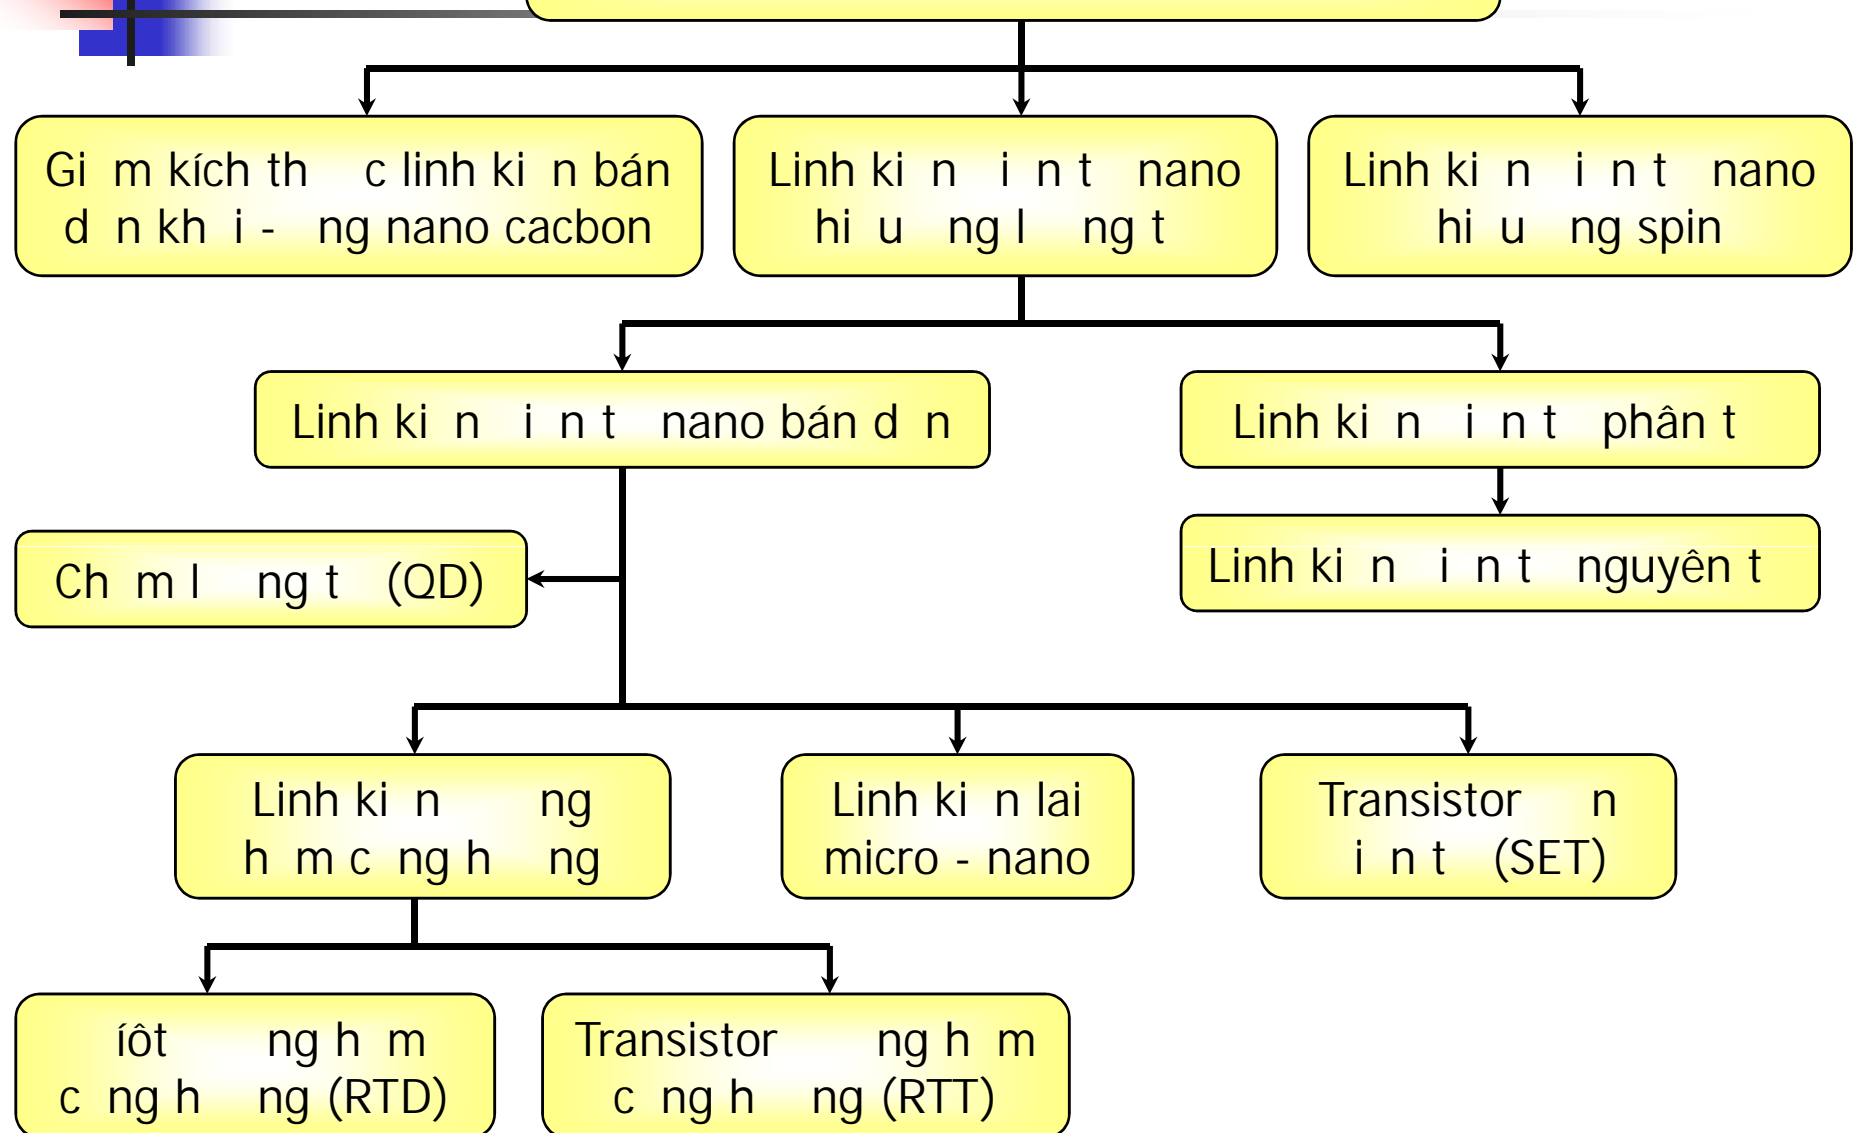 Gi m kích th c linh ki n bán
d n kh i - ng nano cacbon
Linh ki n i n t nano
hi u ng l ng t
Linh ki n i n t nano
hi u ng spin
Linh ki n i n t nano bán d n
Linh ki n i n t phân t
Ch m l ng t (QD)
Linh ki n i n t nguyên t
Linh ki n ng
h m c ng h ng
Linh ki n lai
micro - nano
Transistor n
i n t (SET)
íôt ng h m
c ng h ng (RTD)
Transistor ng h m
c ng h ng (RTT)